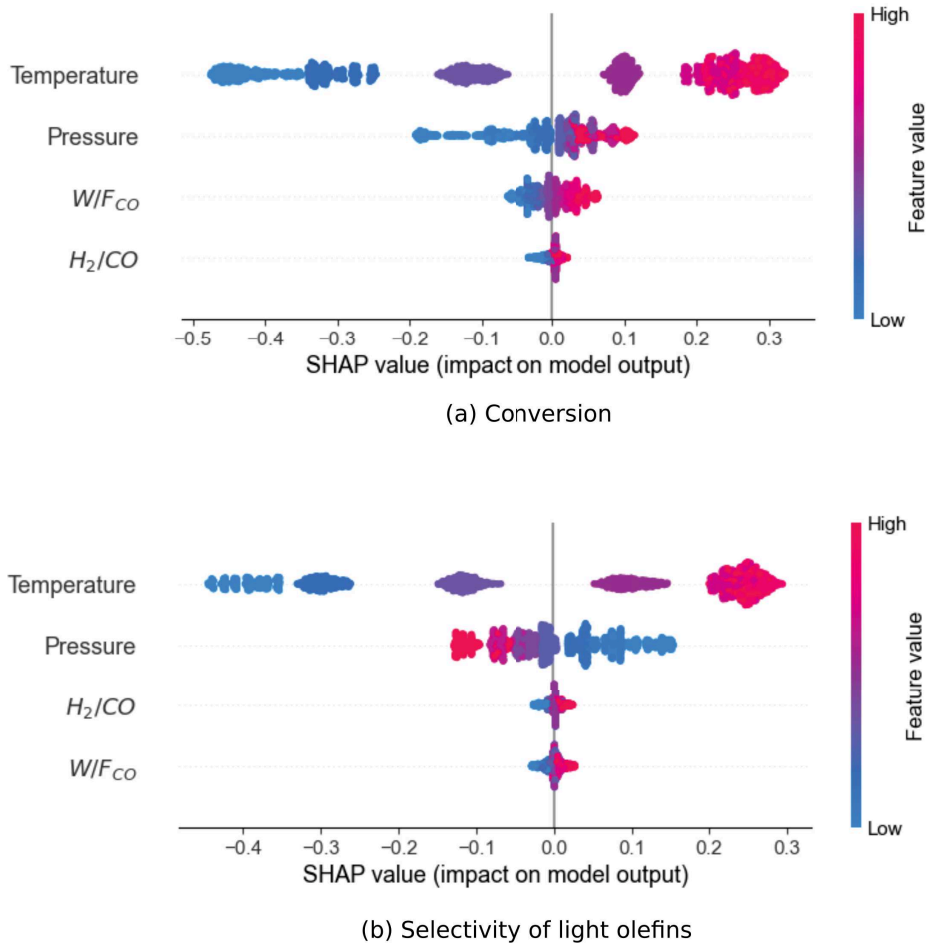 High
Temperature
Pressure
W/F_CO
H₂/CO
Feature value
Low
−0.5 −0.4 −0.3 −0.2 −0.1 0.0 0.1 0.2 0.3
SHAP value (impact on model output)
(a) Conversion
High
Temperature
Pressure
H₂/CO
W/F_CO
Feature value
Low
−0.4 −0.3 −0.2 −0.1 0.0 0.1 0.2 0.3
SHAP value (impact on model output)
(b) Selectivity of light olefins